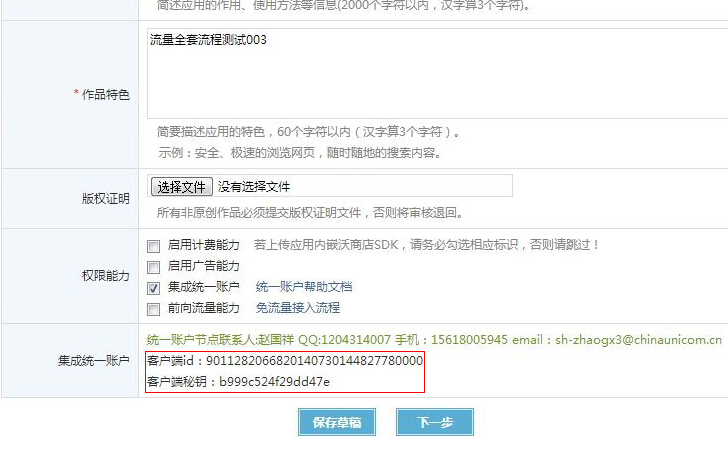 简述应用的作用、使用方法等信息(2000个字符以内，汉字算3个字符)。
*作品特色
流量全套流程测试003
简要描述应用的特色，60个字符以内（汉字算3个字符）。
示例：安全、极速的浏览网页，随时随地的搜索内容。
版权证明
选择文件 没有选择文件
所有非原创作品必须提交版权证明文件，否则将审核退回。
权限能力
启用计费能力 若上传应用内嵌沃商店SDK，请务必勾选相应标识，否则请跳过！
启用广告能力
集成统一账户 统一账户帮助文档
前向流量能力 免流量接入流程
集成统一账户
统一账户节点联系人:赵国祥 QQ:1204314007 手机：15618005945 email：sh-zhaogx3@chinaunicom.cn
客户端id：9011282066820140730144827780000
客户端秘钥：b999c524f29dd47e
保存草稿 下一步